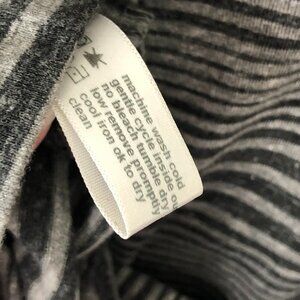 machine wash cold
gentle cycle inside ou
no bleach tumble dry
low remove promptly
cool iron ok to dry
clean